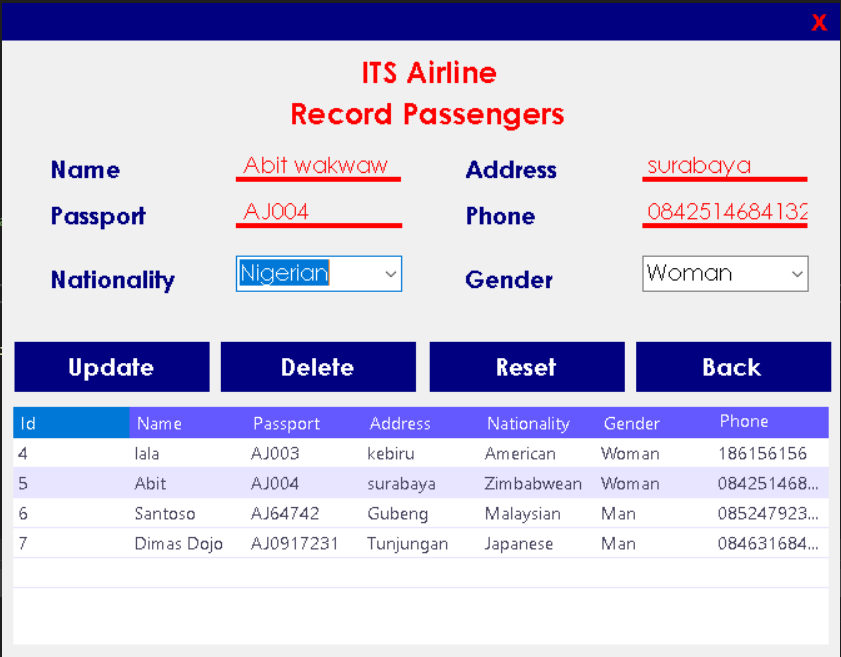 X
ITS Airline
Record Passengers
Name Abit wakwaw Address surabaya
Passport AJ004 Phone 0842514684132
Nationality Nigerian Gender Woman
Update Delete Reset Back
Id Name Passport Address Nationality Gender Phone
4 lala AJ003 kebiru American Woman 186156156
5 Abit AJ004 surabaya Zimbabwean Woman 084251468...
6 Santoso AJ64742 Gubeng Malaysian Man 085247923...
7 Dimas Dojo AJ0917231 Tunjungan Japanese Man 084631684...